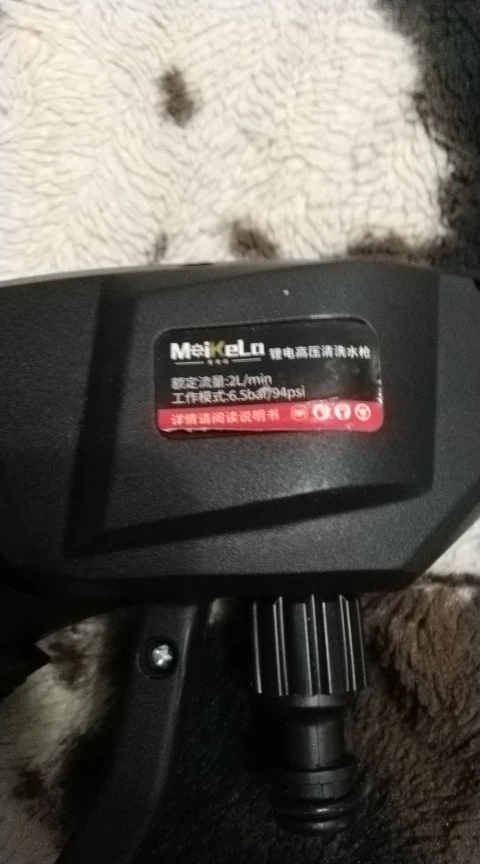 MeiKeLa 锂电高压清洗水枪
额定流量:2L/min
工作模式:6.5bar/94psi
详情请阅读说明书